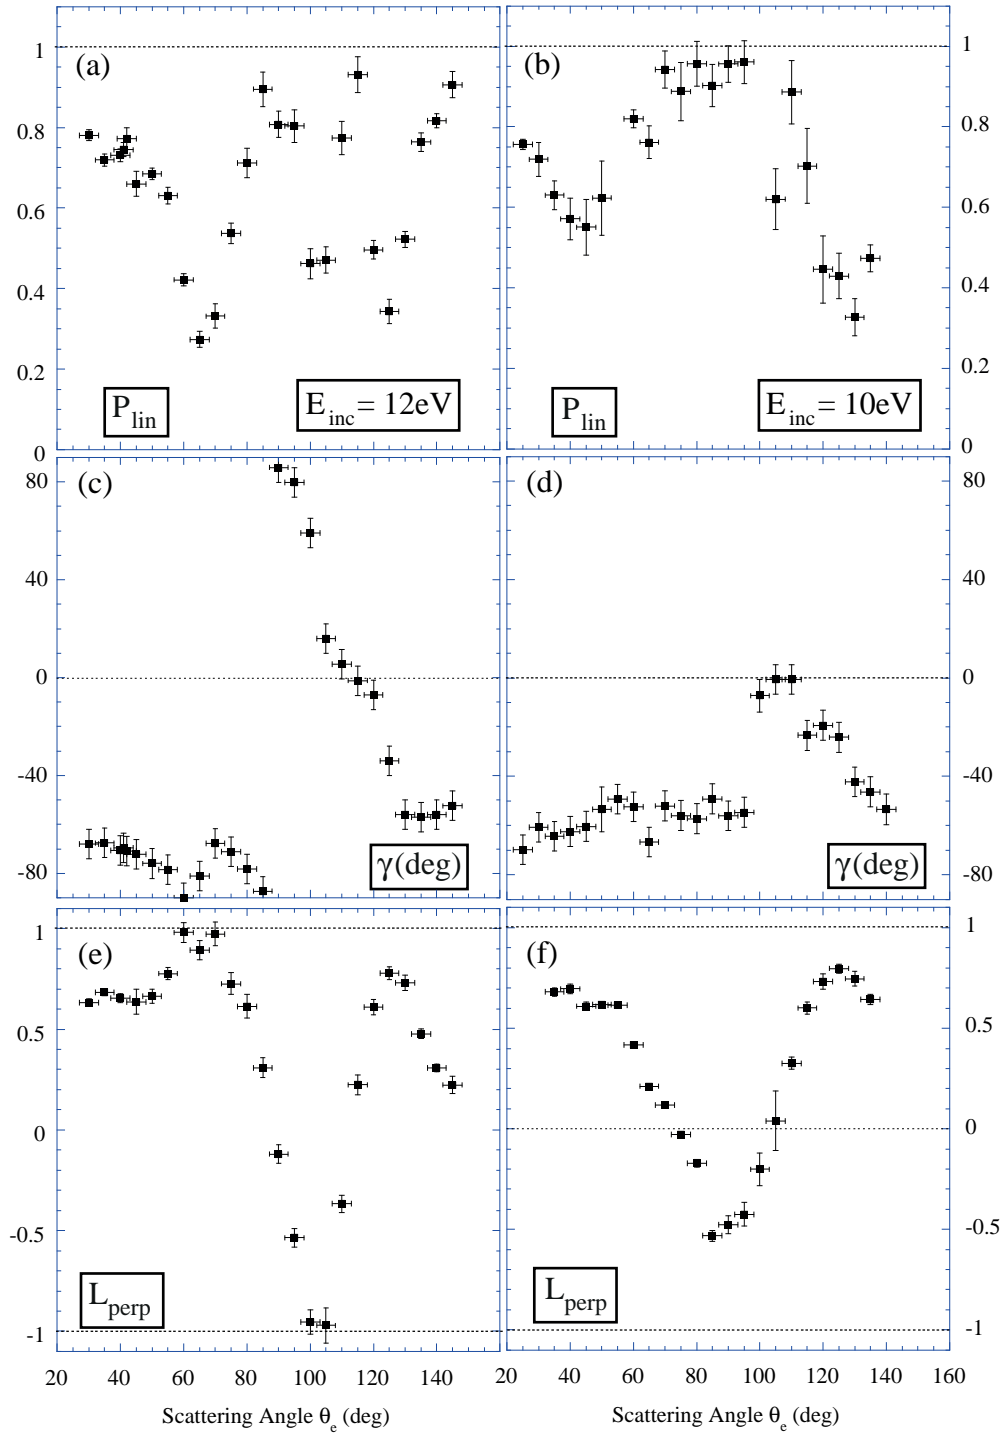 (a)
1
0.8
0.6
0.4
0.2
0
P_lin
E_inc = 12eV
(b)
1
0.8
0.6
0.4
0.2
0
P_lin
E_inc = 10eV
(c)
80
40
0
-40
-80
γ(deg)
(d)
80
40
0
-40
-80
γ(deg)
(e)
1
0.5
0
-0.5
-1
L_perp
(f)
1
0.5
0
-0.5
-1
L_perp
20 40 60 80 100 120 140
20 40 60 80 100 120 140 160
Scattering Angle θ_e (deg)
Scattering Angle θ_e (deg)